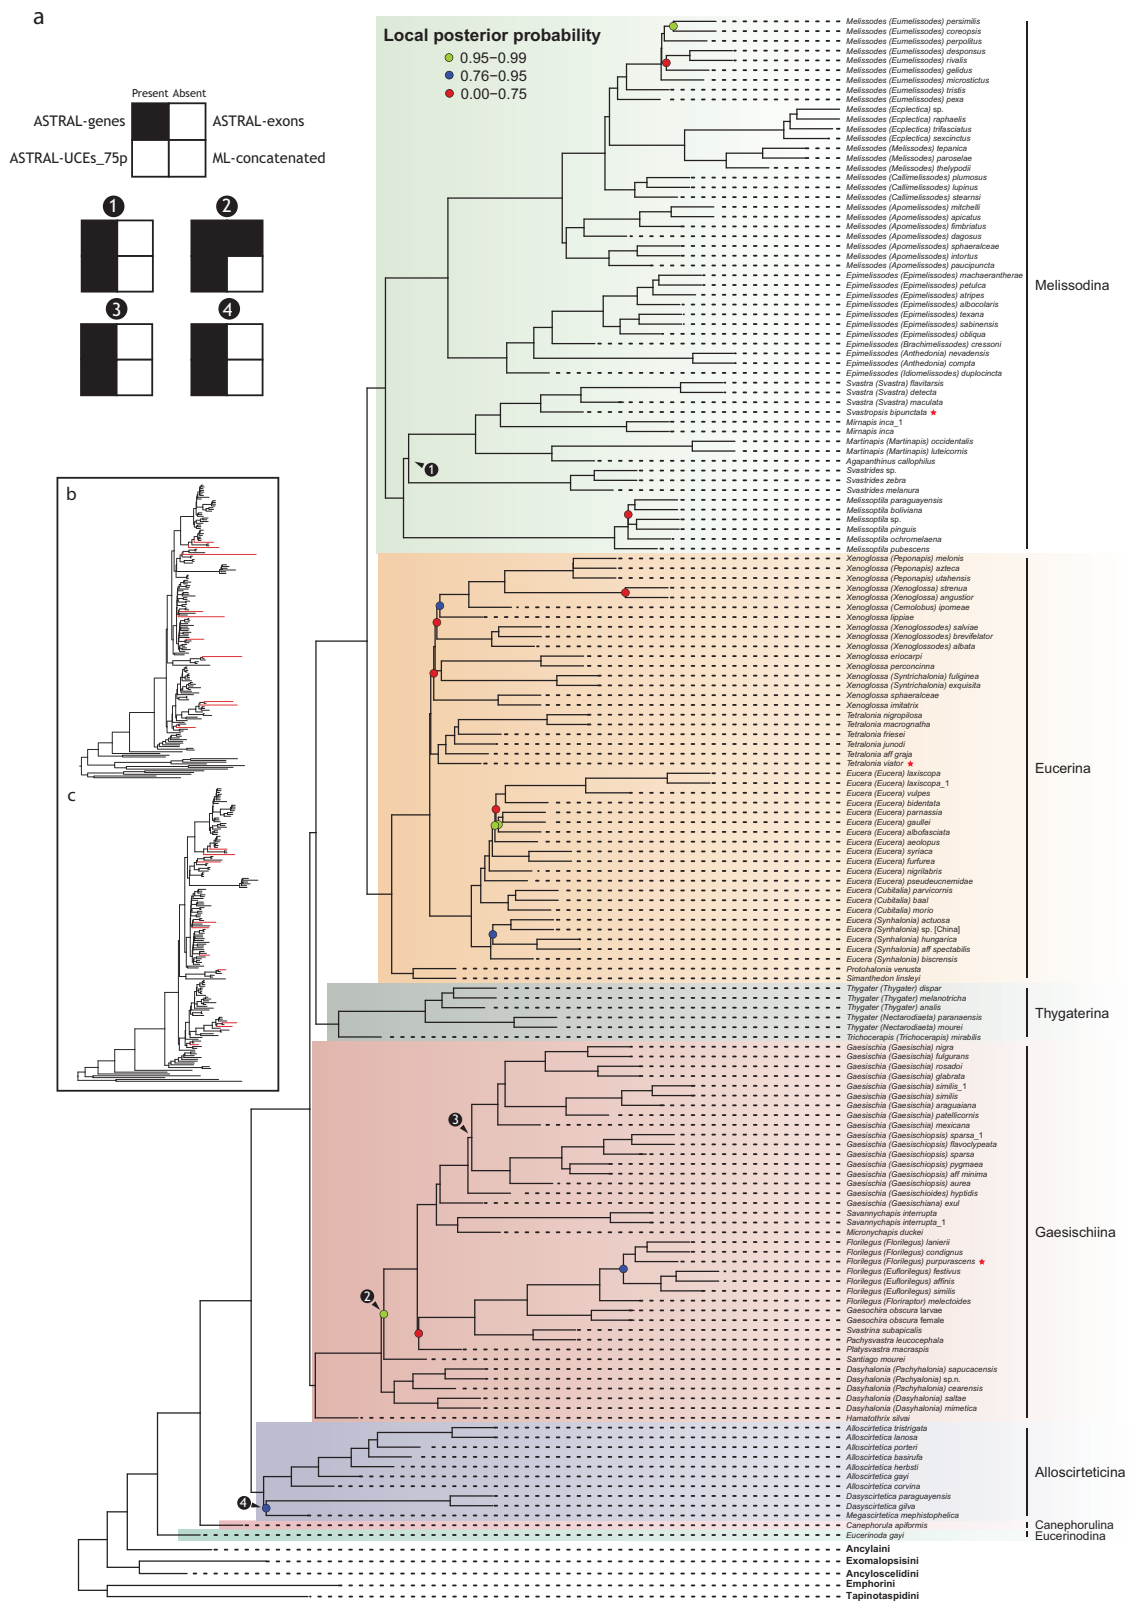 a
Local posterior probability
0.95–0.99
0.76–0.95
0.00–0.75
Present Absent
ASTRAL-genes
ASTRAL-exons
ASTRAL-UCEs_75p
ML-concatenated
1
2
3
4
b
c
Melissodes (Eumelissodes) persimilis
Melissodes (Eumelissodes) coreopsis
Melissodes (Eumelissodes) perpolitus
Melissodes (Eumelissodes) desponsus
Melissodes (Eumelissodes) rivalis
Melissodes (Eumelissodes) gelidus
Melissodes (Eumelissodes) microstictus
Melissodes (Eumelissodes) tristis
Melissodes (Eumelissodes) pexa
Melissodes (Ecplectica) sp.
Melissodes (Ecplectica) raphaelis
Melissodes (Ecplectica) trifasciatus
Melissodes (Ecplectica) sexcinctus
Melissodes (Melissodes) tepanica
Melissodes (Melissodes) paroselae
Melissodes (Melissodes) thelypodii
Melissodes (Callimelissodes) plumosus
Melissodes (Callimelissodes) lupinus
Melissodes (Callimelissodes) stearnsi
Melissodes (Apomelissodes) mitchelli
Melissodes (Apomelissodes) apicatus
Melissodes (Apomelissodes) fimbriatus
Melissodes (Apomelissodes) dagosus
Melissodes (Apomelissodes) sphaeralceae
Melissodes (Apomelissodes) intortus
Melissodes (Apomelissodes) paucipuncta
Epimelissodes (Epimelissodes) machaerantherae
Epimelissodes (Epimelissodes) petulca
Epimelissodes (Epimelissodes) atripes
Epimelissodes (Epimelissodes) albocolaris
Epimelissodes (Epimelissodes) texana
Epimelissodes (Epimelissodes) sabinensis
Epimelissodes (Epimelissodes) obliqua
Epimelissodes (Brachimelissodes) cressoni
Epimelissodes (Anthedonia) nevadensis
Epimelissodes (Anthedonia) compta
Epimelissodes (Idiomelissodes) duplocincta
Svastra (Svastra) flavitarsis
Svastra (Svastra) detecta
Svastra (Svastra) maculata
Svastropsis bipunctata
Mirnapis inca_1
Mirnapis inca
Martinapis (Martinapis) occidentalis
Martinapis (Martinapis) luteicornis
Agapanthinus callophilus
Svastrides sp.
Svastrides zebra
Svastrides melanura
Melissoptila paraguayensis
Melissoptila boliviana
Melissoptila sp.
Melissoptila pinguis
Melissoptila ochromelaena
Melissoptila pubescens
Melissodina
1
Xenoglossa (Peponapis) melonis
Xenoglossa (Peponapis) azteca
Xenoglossa (Peponapis) utahensis
Xenoglossa (Xenoglossa) strenua
Xenoglossa (Xenoglossa) angustior
Xenoglossa (Cemolobus) ipomeae
Xenoglossa lippiae
Xenoglossa (Xenoglossodes) salviae
Xenoglossa (Xenoglossodes) brevifelator
Xenoglossa (Xenoglossodes) albata
Xenoglossa eriocarpi
Xenoglossa perconcinna
Xenoglossa (Syntrichalonia) fuliginea
Xenoglossa (Syntrichalonia) exquisita
Xenoglossa sphaeralceae
Xenoglossa imitatrix
Tetralonia nigropilosa
Tetralonia macrognatha
Tetralonia friesei
Tetralonia junodi
Tetralonia aff graja
Tetralonia viator
Eucera (Eucera) laxiscopa
Eucera (Eucera) laxiscopa_1
Eucera (Eucera) vulpes
Eucera (Eucera) bidentata
Eucera (Eucera) parnassia
Eucera (Eucera) gaullei
Eucera (Eucera) albofasciata
Eucera (Eucera) aeolopus
Eucera (Eucera) syriaca
Eucera (Eucera) furfurea
Eucera (Eucera) nigrilabris
Eucera (Eucera) pseudeucnemidae
Eucera (Cubitalia) parvicornis
Eucera (Cubitalia) baal
Eucera (Cubitalia) morio
Eucera (Synhalonia) actuosa
Eucera (Synhalonia) sp. [China]
Eucera (Synhalonia) hungarica
Eucera (Synhalonia) aff spectabilis
Eucera (Synhalonia) biscrensis
Protohalonia venusta
Simanthedon linsleyi
Eucerina
Thygater (Thygater) dispar
Thygater (Thygater) melanotricha
Thygater (Thygater) analis
Thygater (Nectarodiaeta) paranaensis
Thygater (Nectarodiaeta) mourei
Trichocerapis (Trichocerapis) mirabilis
Thygaterina
Gaesischia (Gaesischia) nigra
Gaesischia (Gaesischia) fulgurans
Gaesischia (Gaesischia) rosadoi
Gaesischia (Gaesischia) glabrata
Gaesischia (Gaesischia) similis_1
Gaesischia (Gaesischia) similis
Gaesischia (Gaesischia) araguaiana
Gaesischia (Gaesischia) patellicornis
Gaesischia (Gaesischia) mexicana
Gaesischia (Gaesischiopsis) sparsa_1
Gaesischia (Gaesischiopsis) flavoclypeata
Gaesischia (Gaesischiopsis) sparsa
Gaesischia (Gaesischiopsis) pygmaea
Gaesischia (Gaesischiopsis) aff minima
Gaesischia (Gaesischiopsis) aurea
Gaesischia (Gaesischioides) hyptidis
Gaesischia (Gaesischiana) exul
Savannychapis interrupta
Savannychapis interrupta_1
Micronychapis duckei
Florilegus (Florilegus) lanierii
Florilegus (Florilegus) condignus
Florilegus (Florilegus) purpurascens
Florilegus (Euflorilegus) festivus
Florilegus (Euflorilegus) affinis
Florilegus (Euflorilegus) similis
Florilegus (Floriraptor) melectoides
Gaesochira obscura larvae
Gaesochira obscura female
Svastrina subapicalis
Pachysvastra leucocephala
Platysvastra macraspis
Santiago mourei
Dasyhalonia (Pachyhalonia) sapucacensis
Dasyhalonia (Pachyalonia) sp.n.
Dasyhalonia (Pachyhalonia) cearensis
Dasyhalonia (Dasyhalonia) saltae
Dasyhalonia (Dasyhalonia) mimetica
Hamatothrix silvai
Gaesischiina
3
2
Alloscirtetica tristrigata
Alloscirtetica lanosa
Alloscirtetica porteri
Alloscirtetica basirufa
Alloscirtetica herbsti
Alloscirtetica gayi
Alloscirtetica corvina
Dasyscirtetica paraguayensis
Dasyscirtetica gilva
Megascirtetica mephistophelica
Alloscirteticina
4
Canephorula apiformis
Canephorulina
Eucerinoda gayi
Eucerinodina
Ancylaini
Exomalopsisini
Ancyloscelidini
Emphorini
Tapinotaspidini